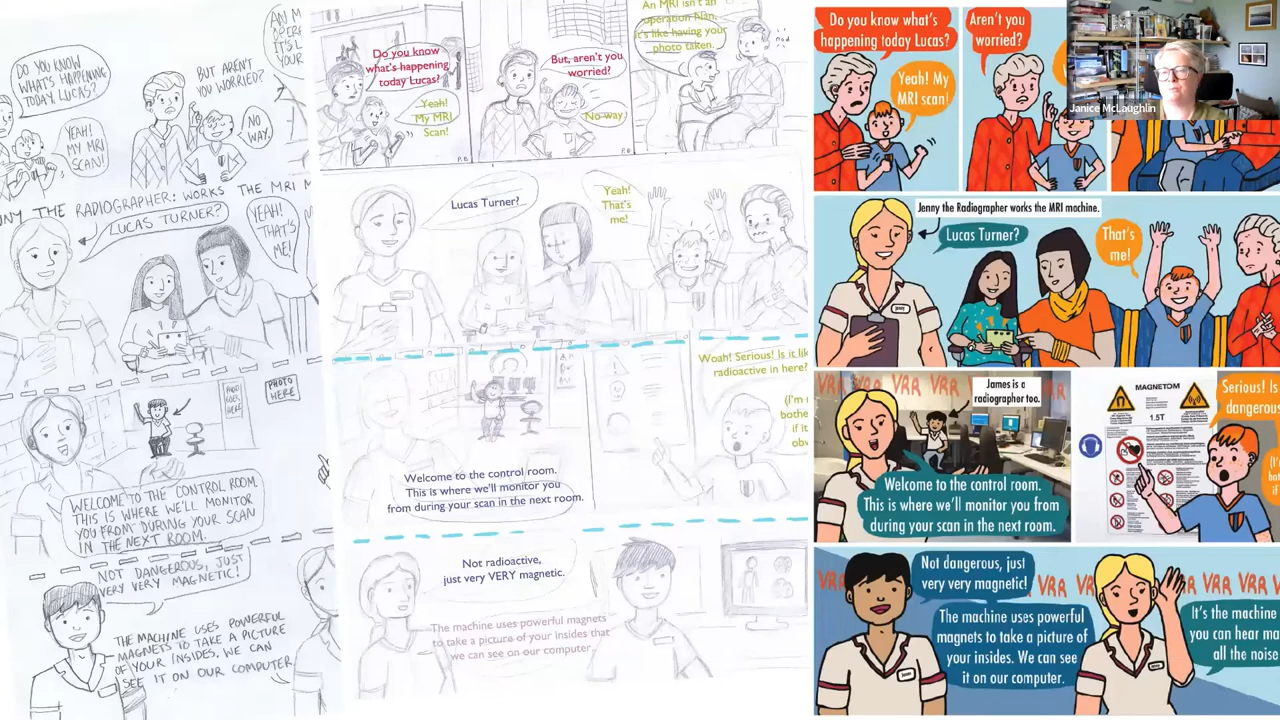 DO YOU KNOW
WHAT'S HAPPENING
TODAY LUCAS?
YEAH!
MY MRI
SCAN!
BUT AREN'T
YOU WORRIED?
NO
WAY!
AN M
RADIOGRAPHER WORKS THE MRI M
LUCAS TURNER?
YEAH!
PHOTO
HERE!
WELCOME TO THE CONTROL ROOM
THIS IS WHERE WE'LL MONITOR
YOU FROM DURING YOUR SCAN
IN THE NEXT ROOM.
NOT DANGEROUS, JUST
VERY VERY MAGNETIC!
THE MACHINE USES POWERFUL
MAGNETS TO TAKE A PICTURE
OF YOUR INSIDES, WE CAN
SEE IT ON OUR COMPUTER.
Do you know
what's happening
today Lucas?
Yeah!
My MRI
Scan!
But, aren't you
worried?
No way
An MRI isn't an
operation Nan,
it's like having your
photo taken.
nod
Lucas Turner?
Yeah!
That's
me!
Woah! Serious! Is it lik
radioactive in here?
(I'm
bothe
if it
obv
Welcome to the control room.
This is where we'll monitor you
from during your scan in the next room.
Not radioactive,
just very VERY magnetic.
The machine uses powerful magnets
to take a picture of your insides that
we can see on our computer.
Do you know what's
happening today Lucas?
Yeah! My
MRI scan!
Aren't you
worried?
Janice McLaughlin
Jenny the Radiographer works the MRI machine.
Lucas Turner?
That's
me!
Jenny
VRR VRR VRR VRR
James is a
radiographer too.
Welcome to the control room.
This is where we'll monitor you from
during your scan in the next room.
MAGNETOM
1.5T
Serious! Is
dangerous
(I'
bot
if
Not dangerous, just
very very magnetic!
The machine uses powerful
magnets to take a picture of
your insides. We can see
it on our computer.
James
VRR VRR VRR
It's the machine
you can hear ma
all the noise